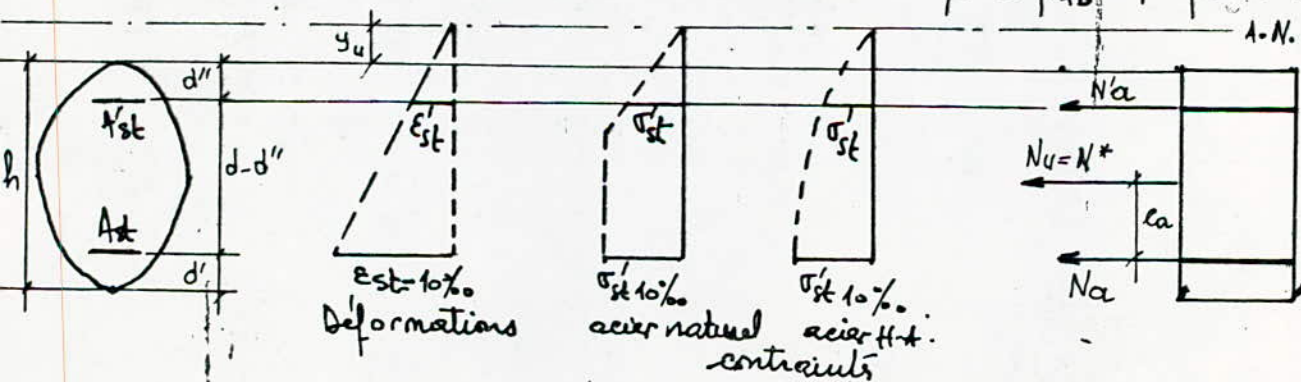 A.N.
yu
d''
A'st
ε'st
σ'st
σ'st
N'a
h
d-d''
Nu = N*
ea
Ast
d'
εst=10‰
σ'st 10‰
σ'st 10‰
Na
Déformations
acier naturel
acier H.A.
contraints